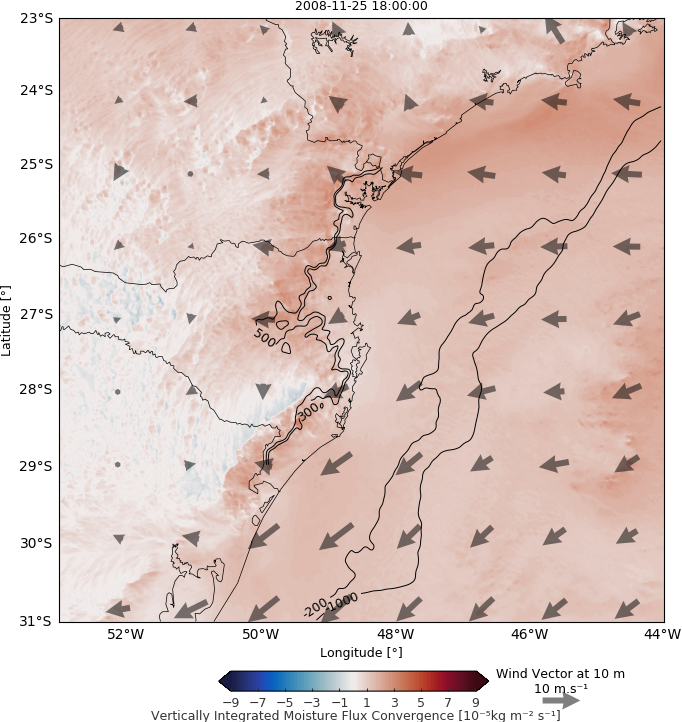 2008-11-25 18:00:00
23°S
24°S
25°S
26°S
27°S
28°S
29°S
30°S
31°S
Latitude [°]
500
300
-200
-1000
52°W 50°W 48°W 46°W 44°W
Longitude [°]
−9 −7 −5 −3 −1 1 3 5 7 9
Wind Vector at 10 m
10 m.s⁻¹
Vertically Integrated Moisture Flux Convergence [10⁻⁵kg m⁻² s⁻¹]